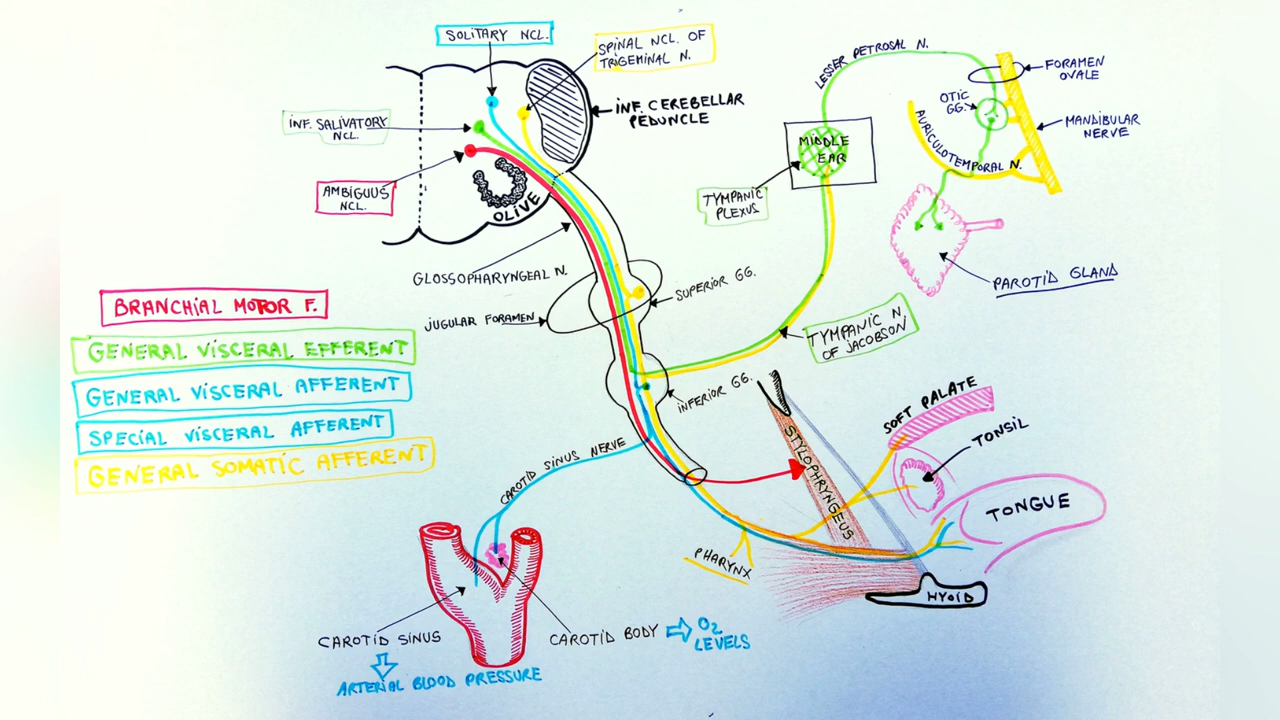 SOLITARY NCL.
SPINAL NCL. OF
TRIGEMINAL N.
INF. CEREBELLAR
PEDUNCLE
INF. SALIVATORY
NCL.
AMBIGUUS
NCL.
OLIVE
GLOSSOPHARYNGEAL N.
JUGULAR FORAMEN
SUPERIOR GG.
INFERIOR GG.
LESSER PETROSAL N.
FORAMEN
OVALE
OTIC
GG.
MANDIBULAR
NERVE
AURICULOTEMPORAL N.
MIDDLE
EAR
TYMPANIC
PLEXUS
PAROTID GLAND
TYMPANIC N.
OF JACOBSON
BRANCHIAL MOTOR F.
GENERAL VISCERAL EFFERENT
GENERAL VISCERAL AFFERENT
SPECIAL VISCERAL AFFERENT
GENERAL SOMATIC AFFERENT
CAROTID SINUS NERVE
STYLOPHRYNGEUS
SOFT PALATE
TONSIL
TONGUE
PHARYNX
HYOID
CAROTID SINUS
CAROTID BODY
O2
LEVELS
ARTERIAL BLOOD PRESSURE